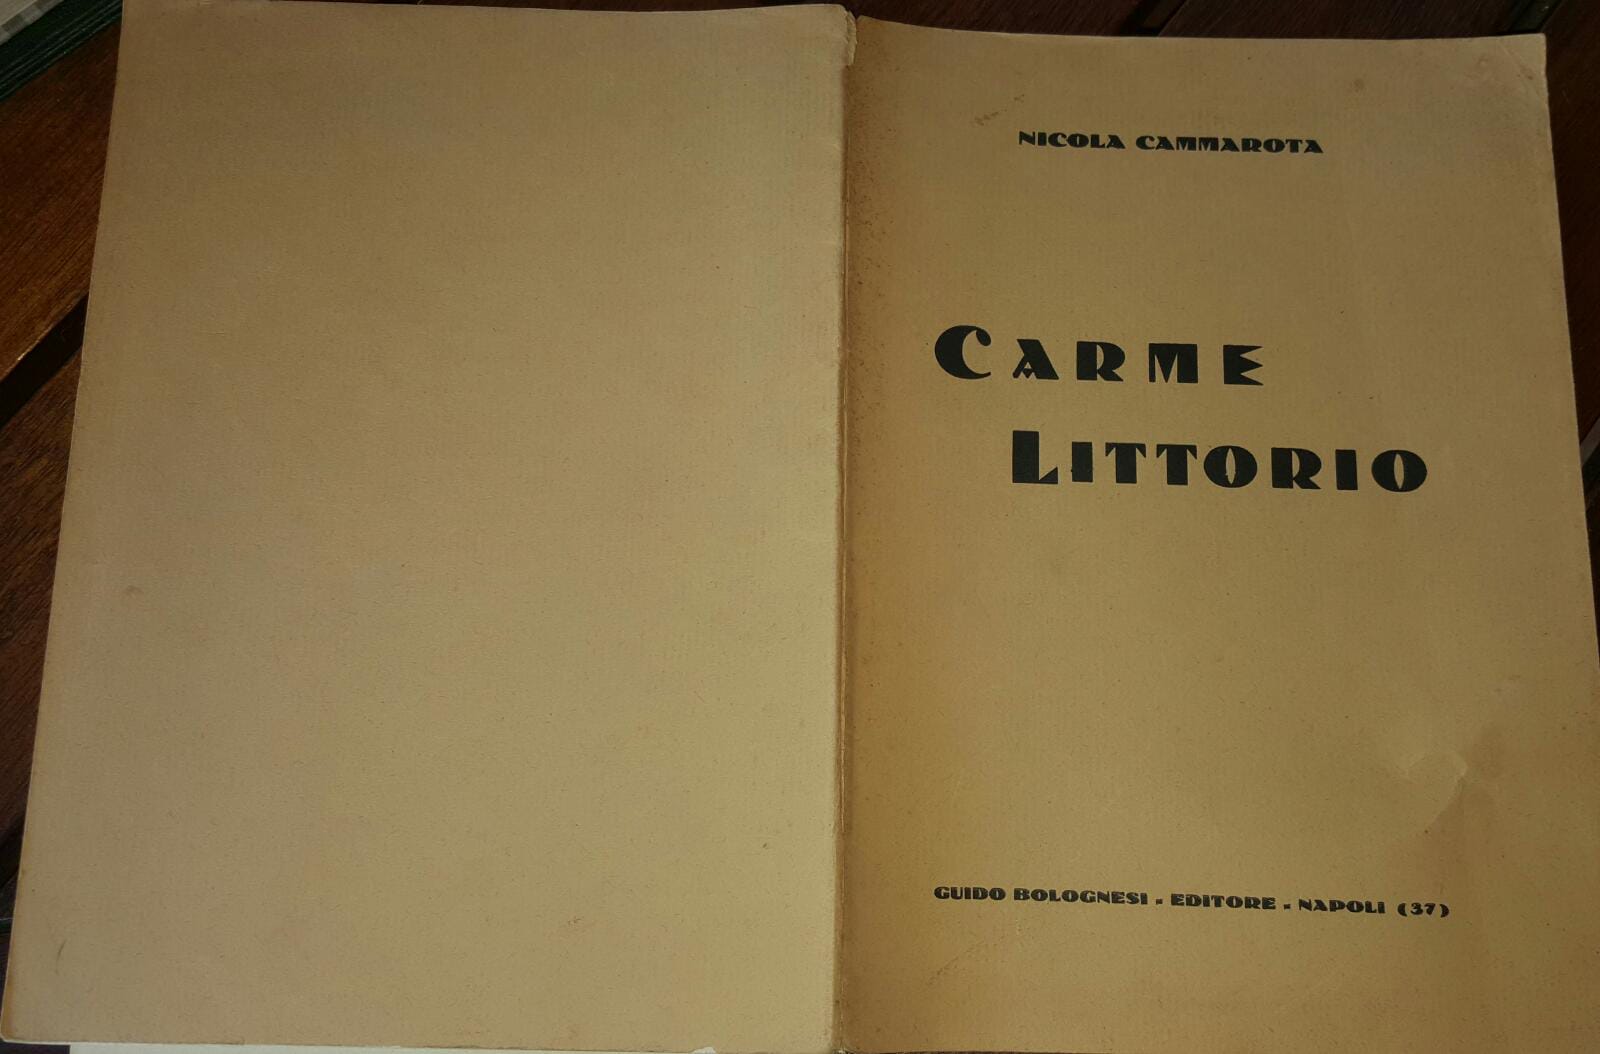 NICOLA CAMMAROTA
CARME
LITTORIO
GUIDO BOLOGNESI - EDITORE - NAPOLI (37)